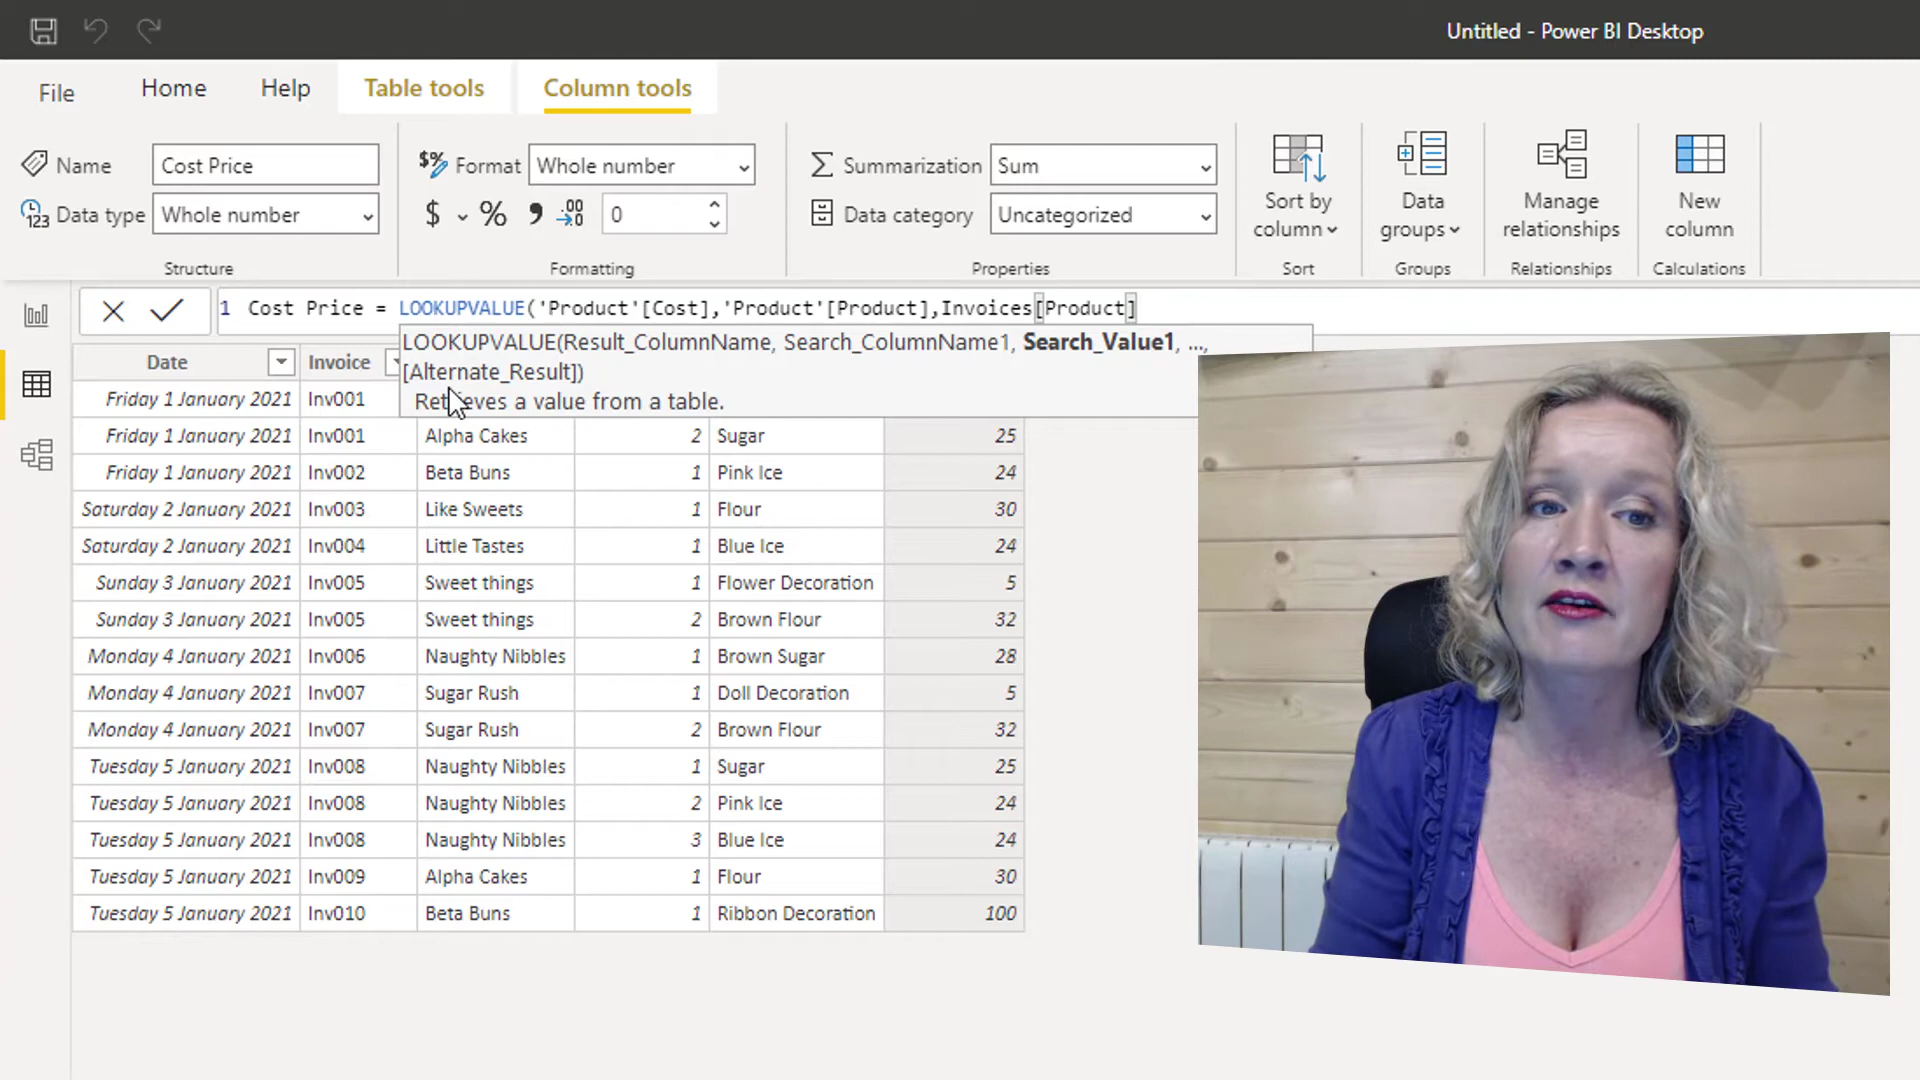 Untitled - Power BI Desktop
File Home Help Table tools Column tools
Name Cost Price $% Format Whole number Summarization Sum
Data type Whole number $ % 0 Data category Uncategorized
Sort by column
Data groups
Manage relationships
New column
Structure Formatting Properties Sort Groups Relationships Calculations
1 Cost Price = LOOKUPVALUE('Product'[Cost],'Product'[Product],Invoices[Product]
LOOKUPVALUE(Result_ColumnName, Search_ColumnName1, Search_Value1, ...,
[Alternate_Result])
Retrieves a value from a table.
Date Invoice
Friday 1 January 2021 Inv001
Friday 1 January 2021 Inv001 Alpha Cakes 2 Sugar 25
Friday 1 January 2021 Inv002 Beta Buns 1 Pink Ice 24
Saturday 2 January 2021 Inv003 Like Sweets 1 Flour 30
Saturday 2 January 2021 Inv004 Little Tastes 1 Blue Ice 24
Sunday 3 January 2021 Inv005 Sweet things 1 Flower Decoration 5
Sunday 3 January 2021 Inv005 Sweet things 2 Brown Flour 32
Monday 4 January 2021 Inv006 Naughty Nibbles 1 Brown Sugar 28
Monday 4 January 2021 Inv007 Sugar Rush 1 Doll Decoration 5
Monday 4 January 2021 Inv007 Sugar Rush 2 Brown Flour 32
Tuesday 5 January 2021 Inv008 Naughty Nibbles 1 Sugar 25
Tuesday 5 January 2021 Inv008 Naughty Nibbles 2 Pink Ice 24
Tuesday 5 January 2021 Inv008 Naughty Nibbles 3 Blue Ice 24
Tuesday 5 January 2021 Inv009 Alpha Cakes 1 Flour 30
Tuesday 5 January 2021 Inv010 Beta Buns 1 Ribbon Decoration 100